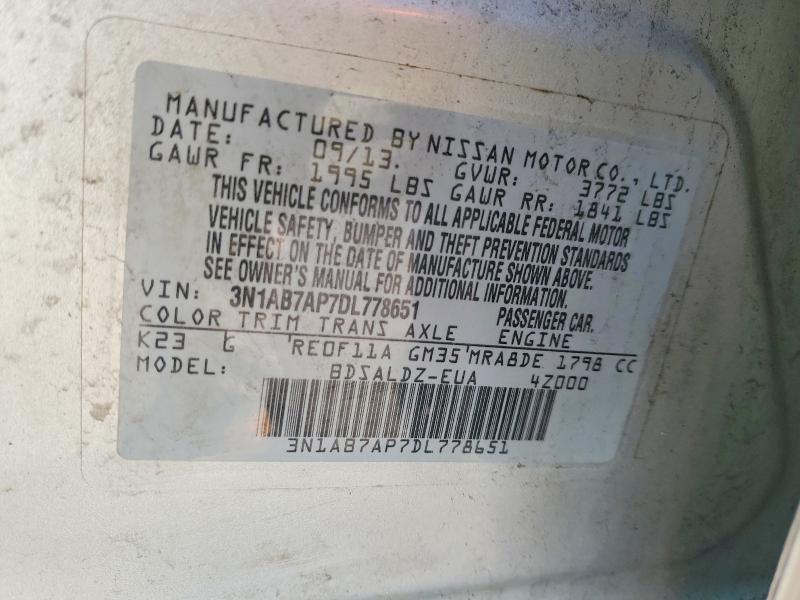 MANUFACTURED BY NISSAN MOTOR CO., LTD.
DATE: 09/13. GVWR: 3772 LBS
GAWR FR: 1995 LBS GAWR RR: 1841 LBS
THIS VEHICLE CONFORMS TO ALL APPLICABLE FEDERAL MOTOR
VEHICLE SAFETY, BUMPER AND THEFT PREVENTION STANDARDS
IN EFFECT ON THE DATE OF MANUFACTURE SHOWN ABOVE.
SEE OWNER'S MANUAL FOR ADDITIONAL INFORMATION.
VIN: 3N1AB7AP7DL778651 PASSENGER CAR.
COLOR TRIM TRANS AXLE ENGINE
K23 G RE0F11A GM35 MRA8DE 1798 CC
MODEL: BDSALDZ-EUA 4Z000
3N1AB7AP7DL778651